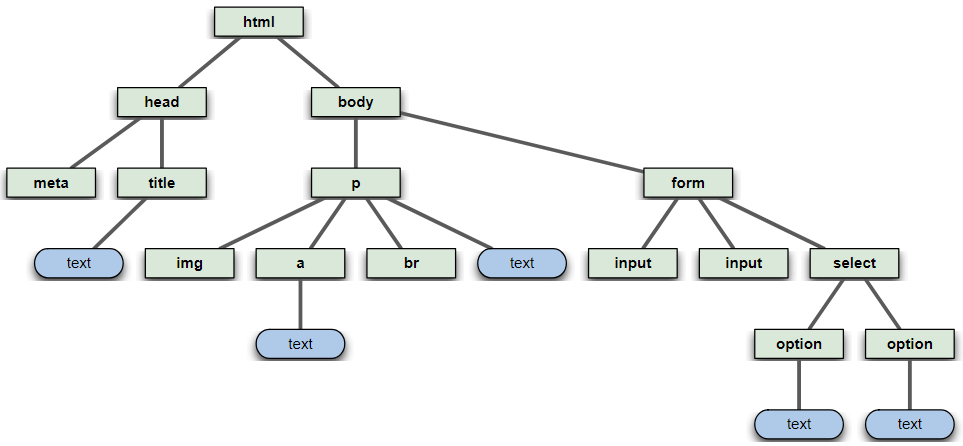 html
head body
meta title p form
text img a br text input input select
text option option
text text